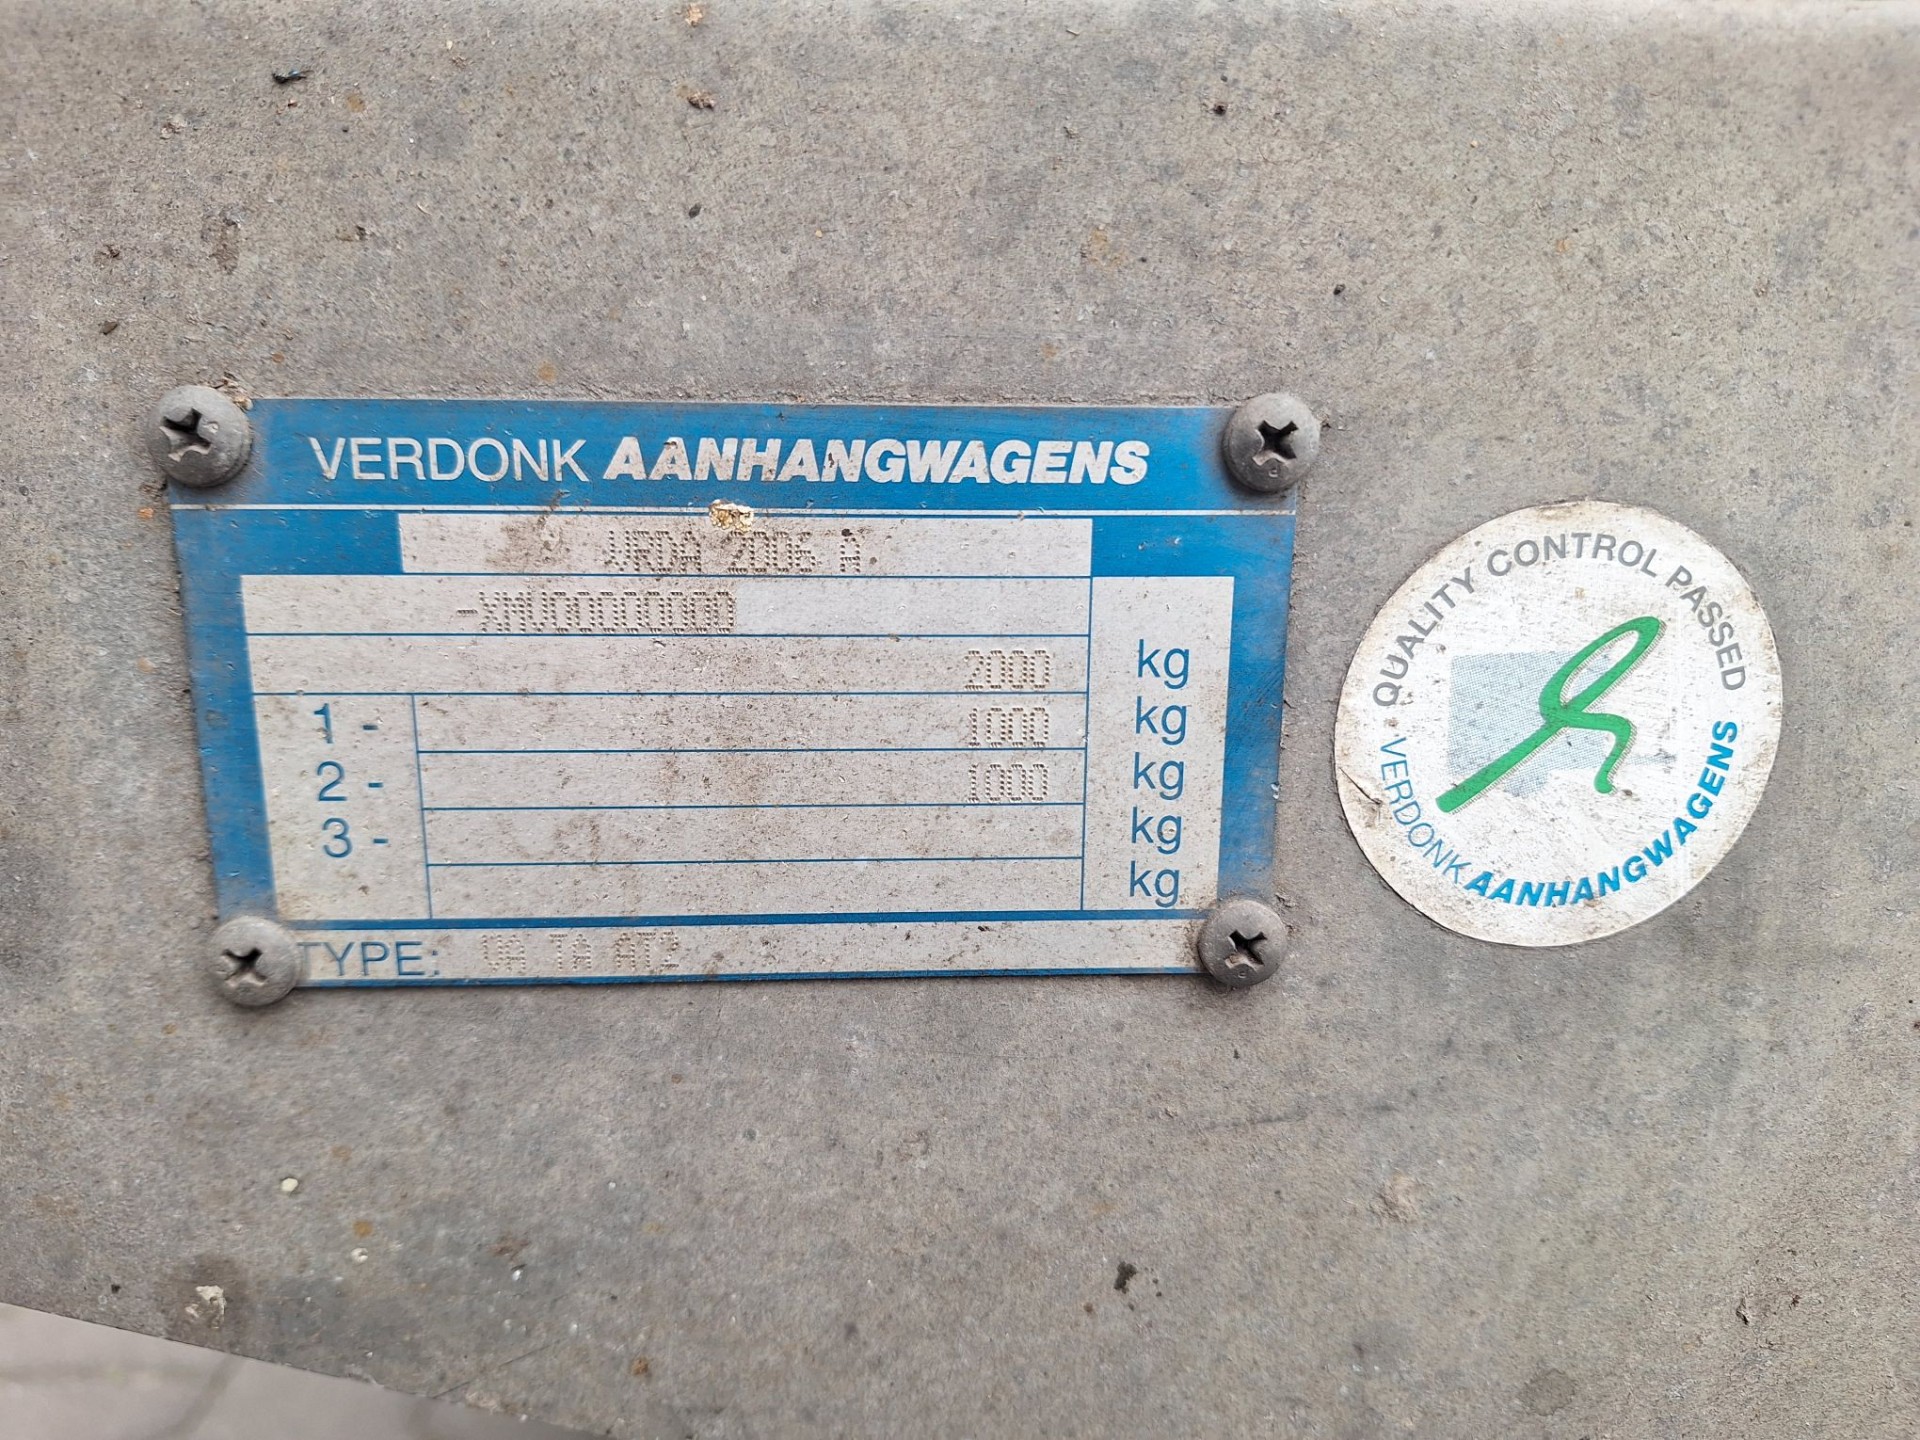 VERDONK AANHANGWAGENS
VRDA 2006 A
-XMV00000000
2000 kg
1 - 1000 kg
2 - 1000 kg
3 - kg
kg
TYPE: VA TA AT2
QUALITY CONTROL PASSED
VERDONK AANHANGWAGENS